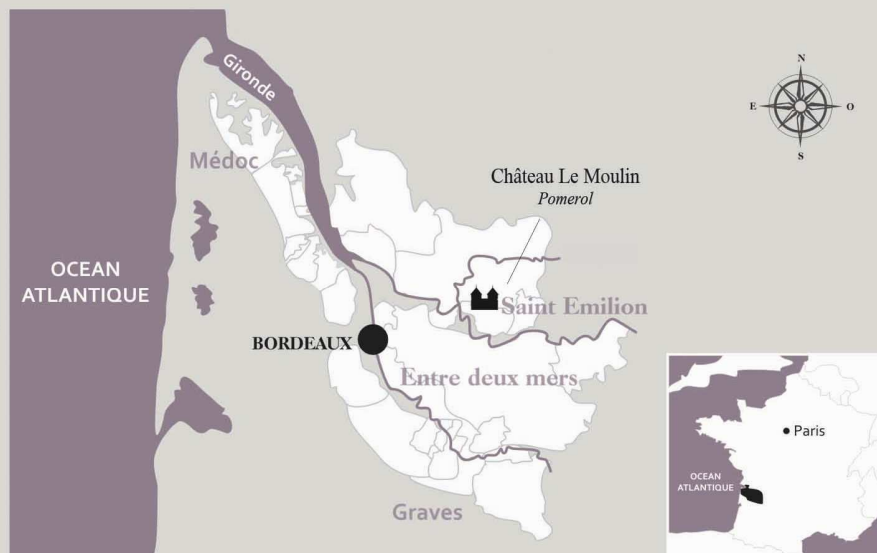 Gironde
N
E
O
S
Médoc
Château Le Moulin
Pomerol
OCEAN
ATLANTIQUE
Saint Emilion
BORDEAUX
Entre deux mers
Graves
Paris
OCEAN
ATLANTIQUE